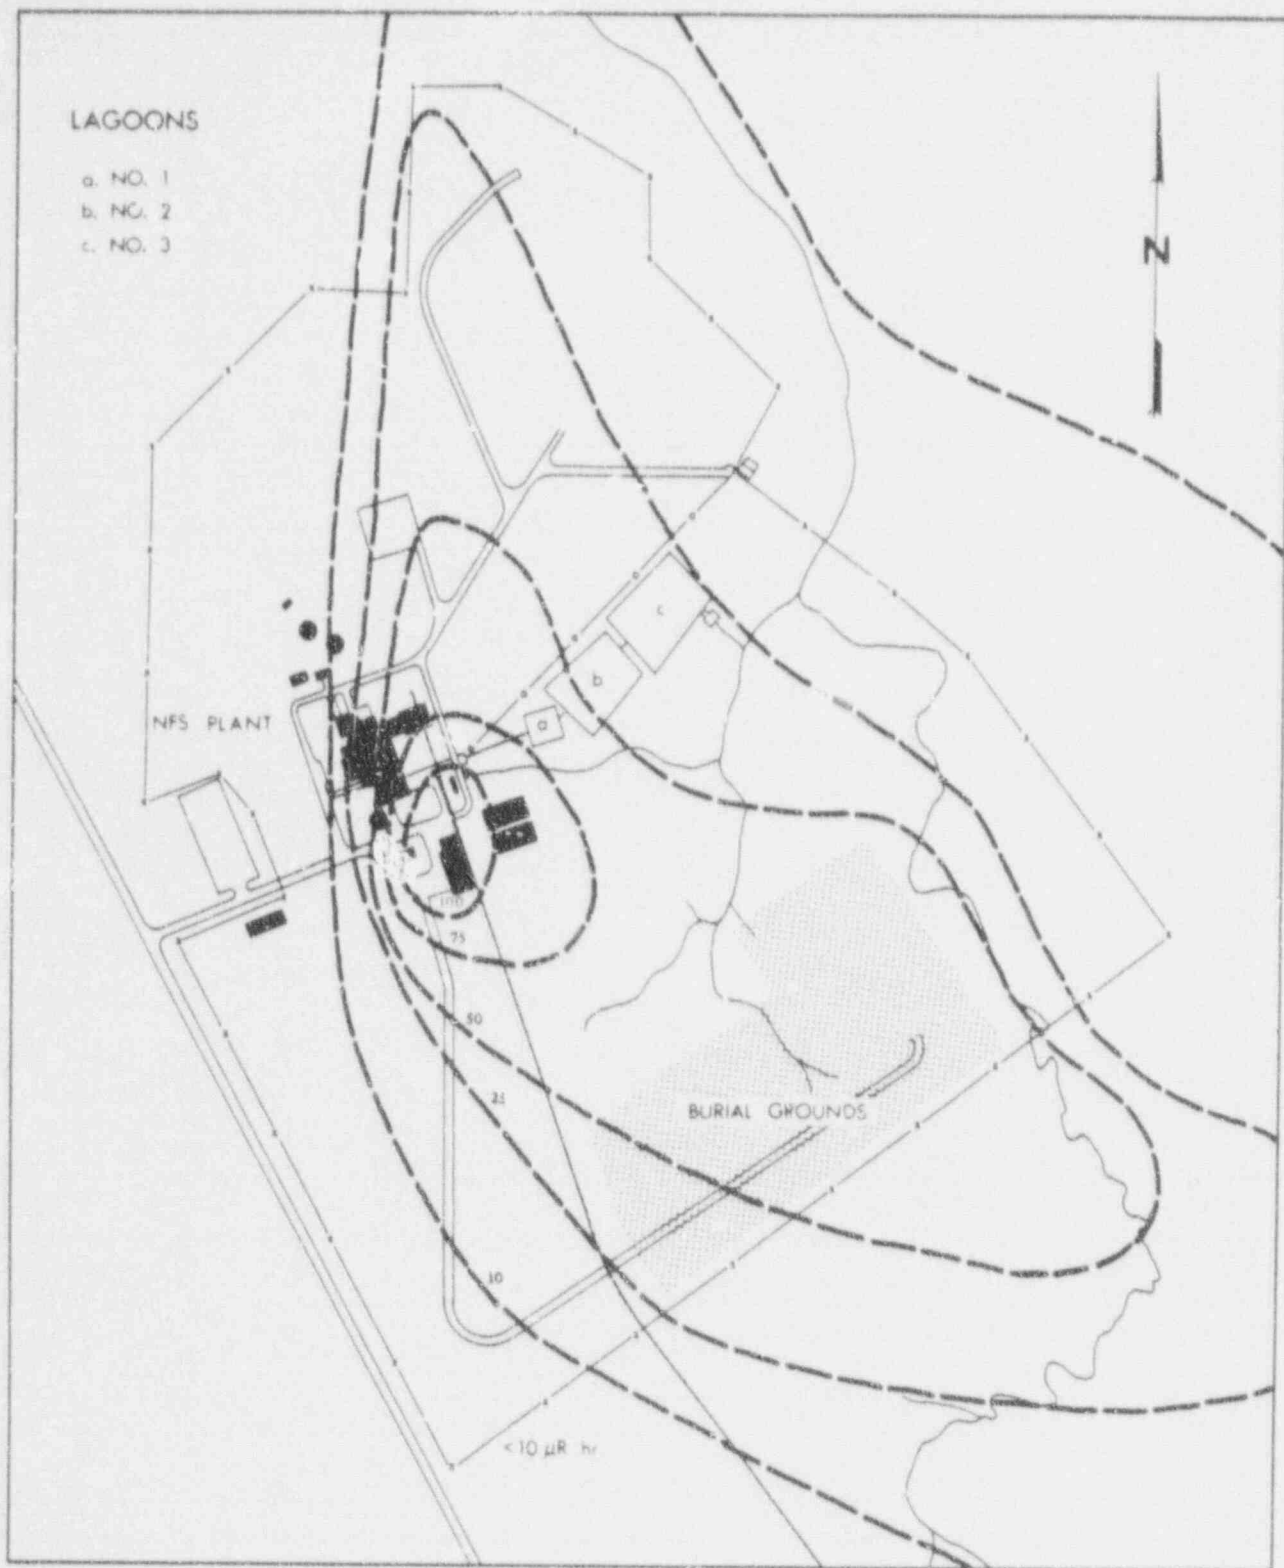 LAGOONS
a. NO. 1
b. NO. 2
c. NO. 3
N
c
b
a
NFS PLANT
100
75
50
25
10
BURIAL GROUNDS
<10 µR hr